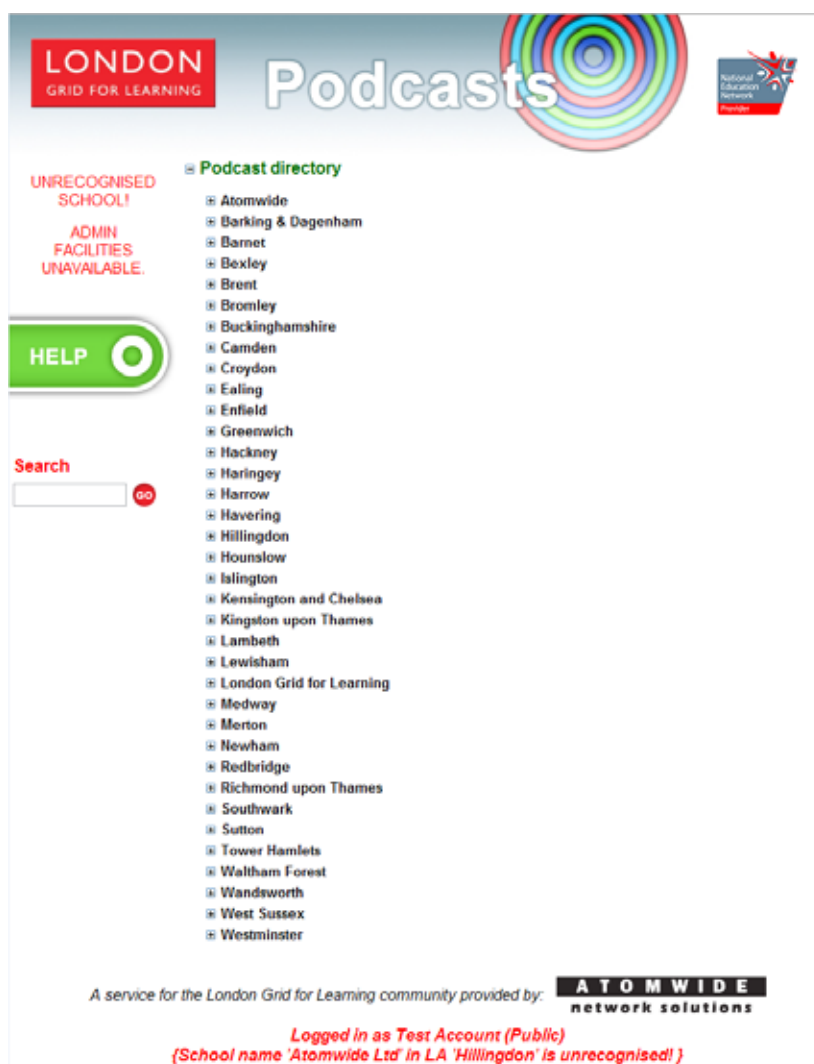 LONDON
GRID FOR LEARNING
Podcasts
National
Education
Network
Provider
UNRECOGNISED
SCHOOL!
ADMIN
FACILITIES
UNAVAILABLE.
HELP
Search
GO
Podcast directory
Atomwide
Barking & Dagenham
Barnet
Bexley
Brent
Bromley
Buckinghamshire
Camden
Croydon
Ealing
Enfield
Greenwich
Hackney
Haringey
Harrow
Havering
Hillingdon
Hounslow
Islington
Kensington and Chelsea
Kingston upon Thames
Lambeth
Lewisham
London Grid for Learning
Medway
Merton
Newham
Redbridge
Richmond upon Thames
Southwark
Sutton
Tower Hamlets
Waltham Forest
Wandsworth
West Sussex
Westminster
A service for the London Grid for Learning community provided by:
ATOMWIDE
network solutions
Logged in as Test Account (Public)
{School name 'Atomwide Ltd' in LA 'Hillingdon' is unrecognised! }